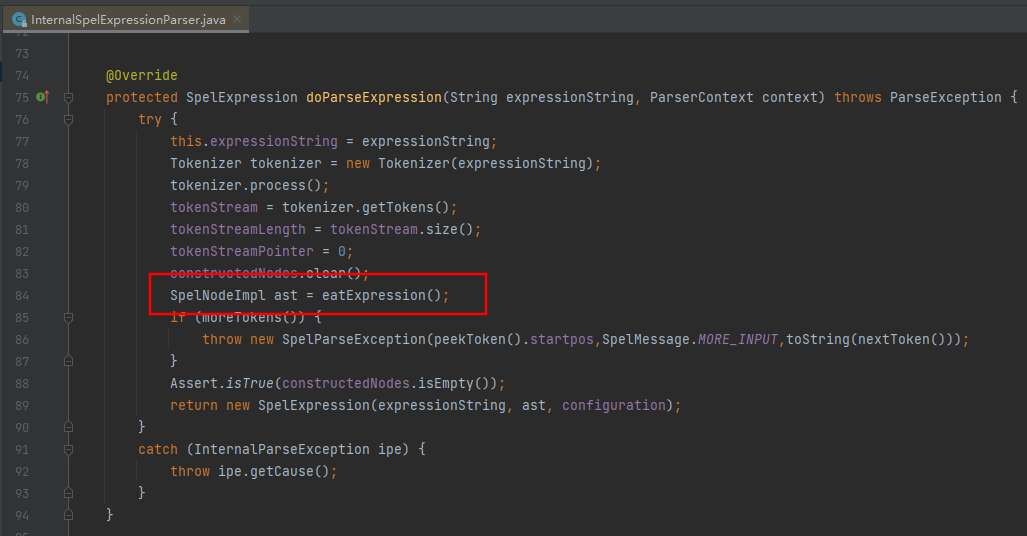 InternalSpelExpressionParser.java
72
73
74 @Override
75 protected SpelExpression doParseExpression(String expressionString, ParserContext context) throws ParseException {
76 try {
77 this.expressionString = expressionString;
78 Tokenizer tokenizer = new Tokenizer(expressionString);
79 tokenizer.process();
80 tokenStream = tokenizer.getTokens();
81 tokenStreamLength = tokenStream.size();
82 tokenStreamPointer = 0;
83 constructedNodes.clear();
84 SpelNodeImpl ast = eatExpression();
85 if (moreTokens()) {
86 throw new SpelParseException(peekToken().startpos,SpelMessage.MORE_INPUT,toString(nextToken()));
87 }
88 Assert.isTrue(constructedNodes.isEmpty());
89 return new SpelExpression(expressionString, ast, configuration);
90 }
91 catch (InternalParseException ipe) {
92 throw ipe.getCause();
93 }
94 }
95